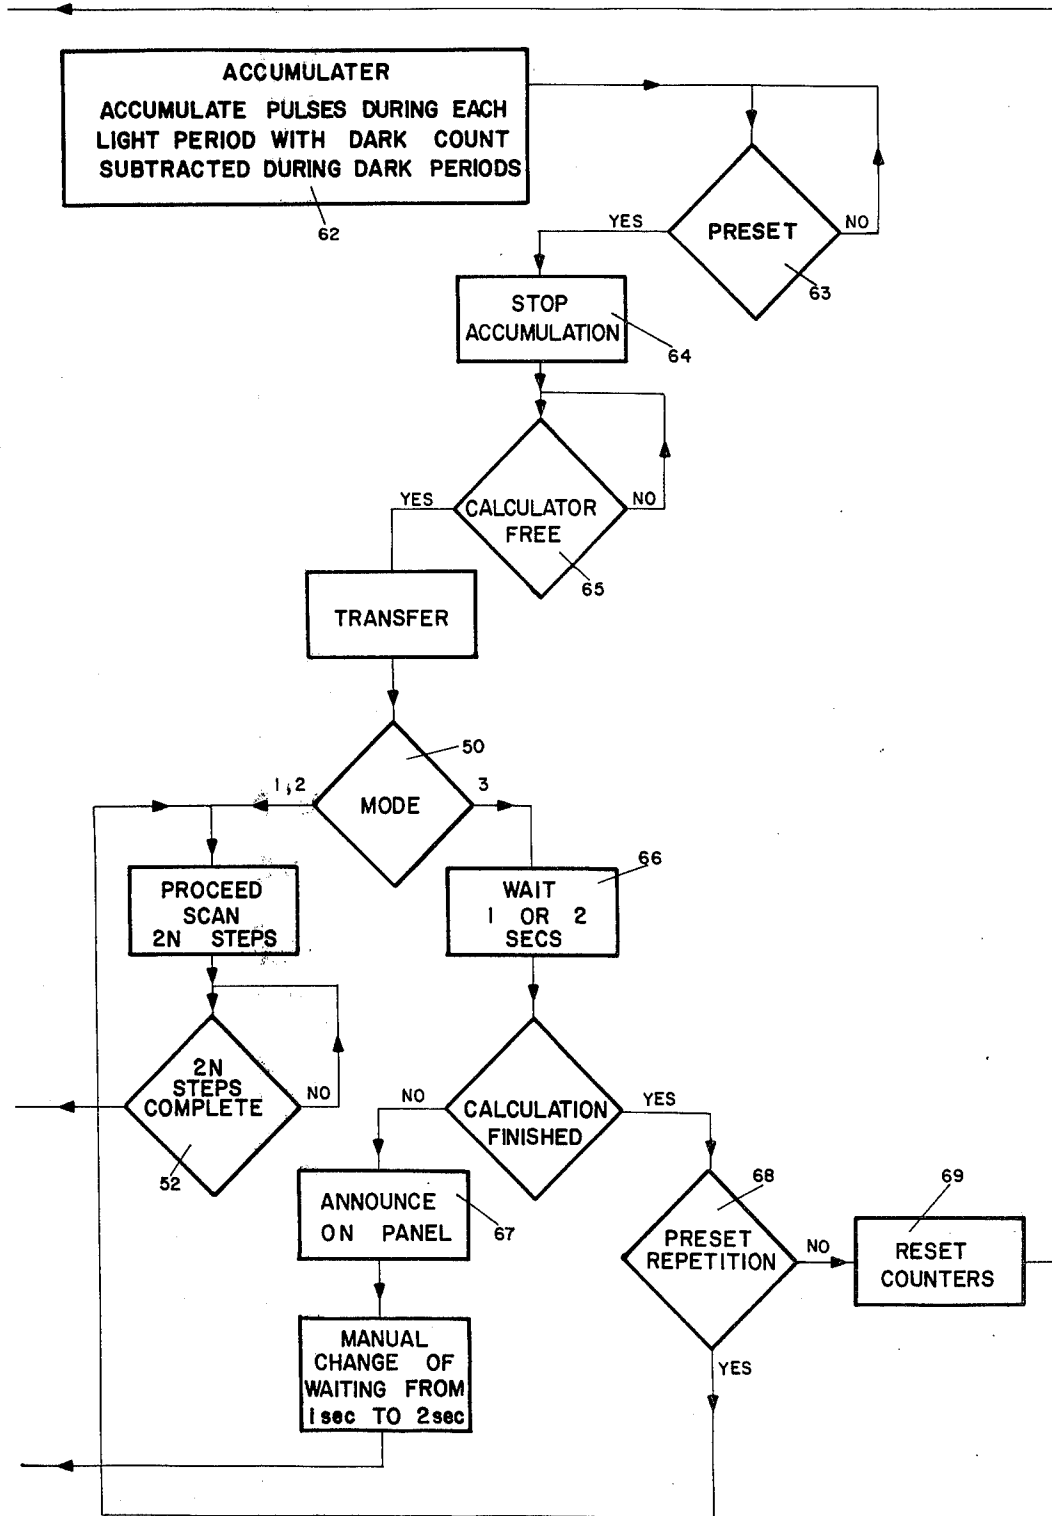 ACCUMULATER
ACCUMULATE PULSES DURING EACH
LIGHT PERIOD WITH DARK COUNT
SUBTRACTED DURING DARK PERIODS
62
YES
PRESET
NO
63
STOP
ACCUMULATION
64
YES
CALCULATOR
FREE
NO
65
TRANSFER
50
1,2
MODE
3
PROCEED
SCAN
2N STEPS
66
WAIT
1 OR 2
SECS
2N
STEPS
COMPLETE
NO
52
NO
CALCULATION
FINISHED
YES
ANNOUNCE
ON PANEL
67
68
PRESET
REPETITION
NO
YES
69
RESET
COUNTERS
MANUAL
CHANGE OF
WAITING FROM
1sec TO 2sec